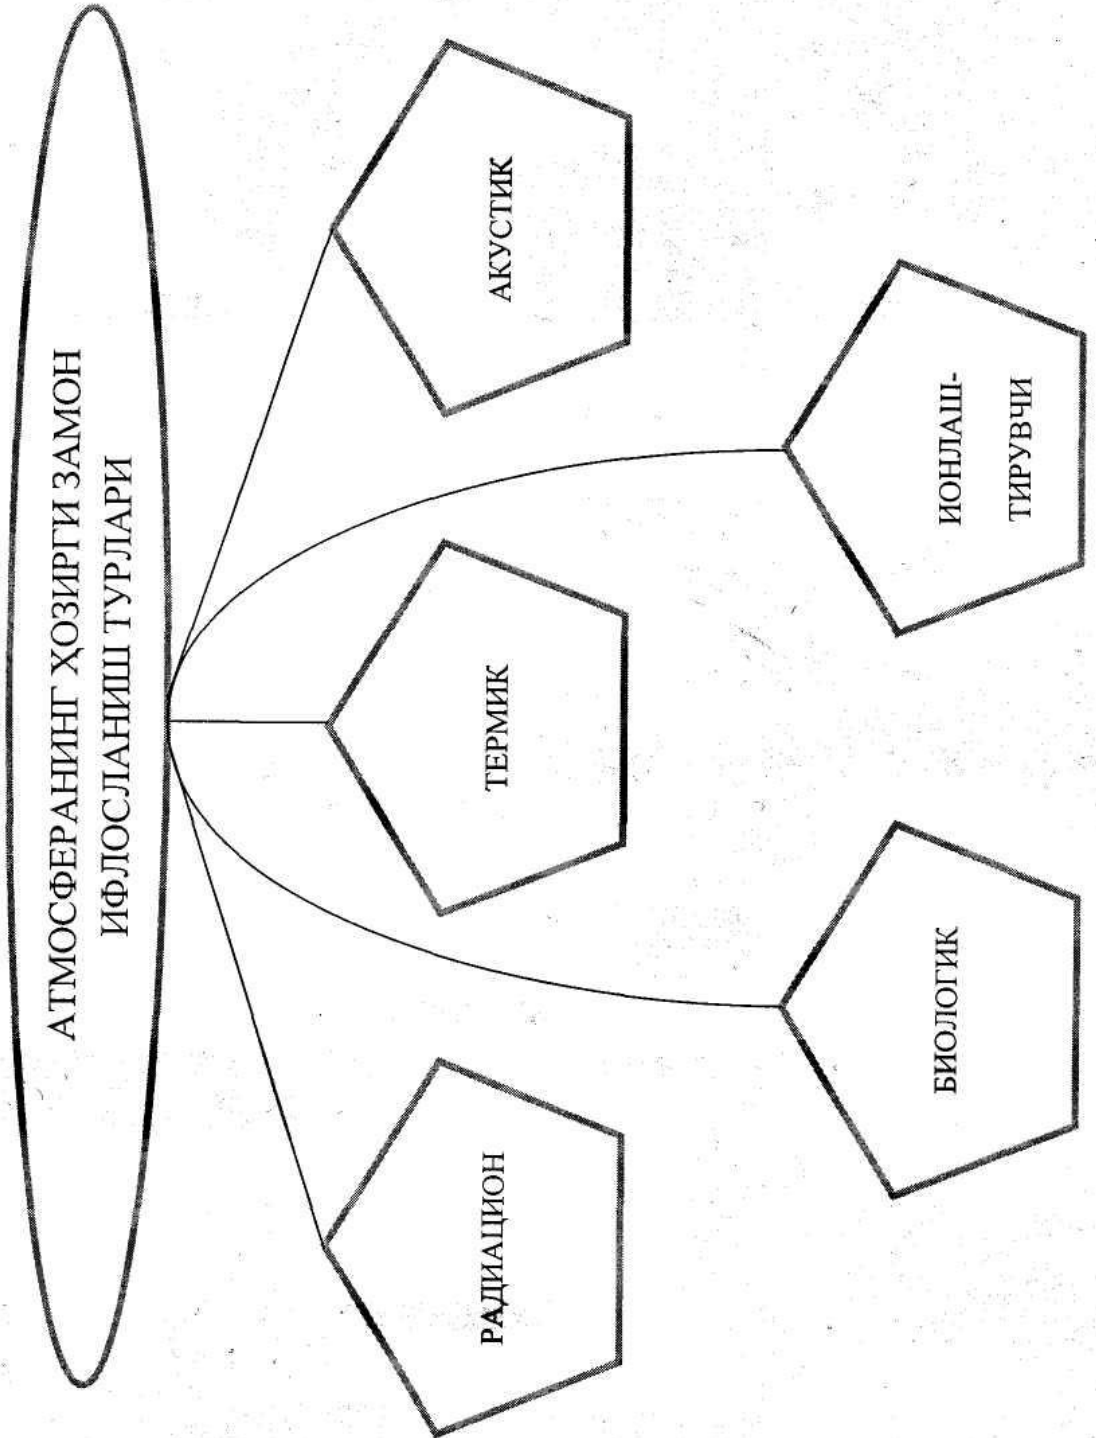 АТМОСФЕРАНИНГ ҲОЗИРГИ ЗАМОН
ИФЛОСЛАНИШ ТУРЛАРИ
РАДИАЦИОН
ТЕРМИК
АКУСТИК
БИОЛОГИК
ИОНЛАШ-
ТИРУВЧИ